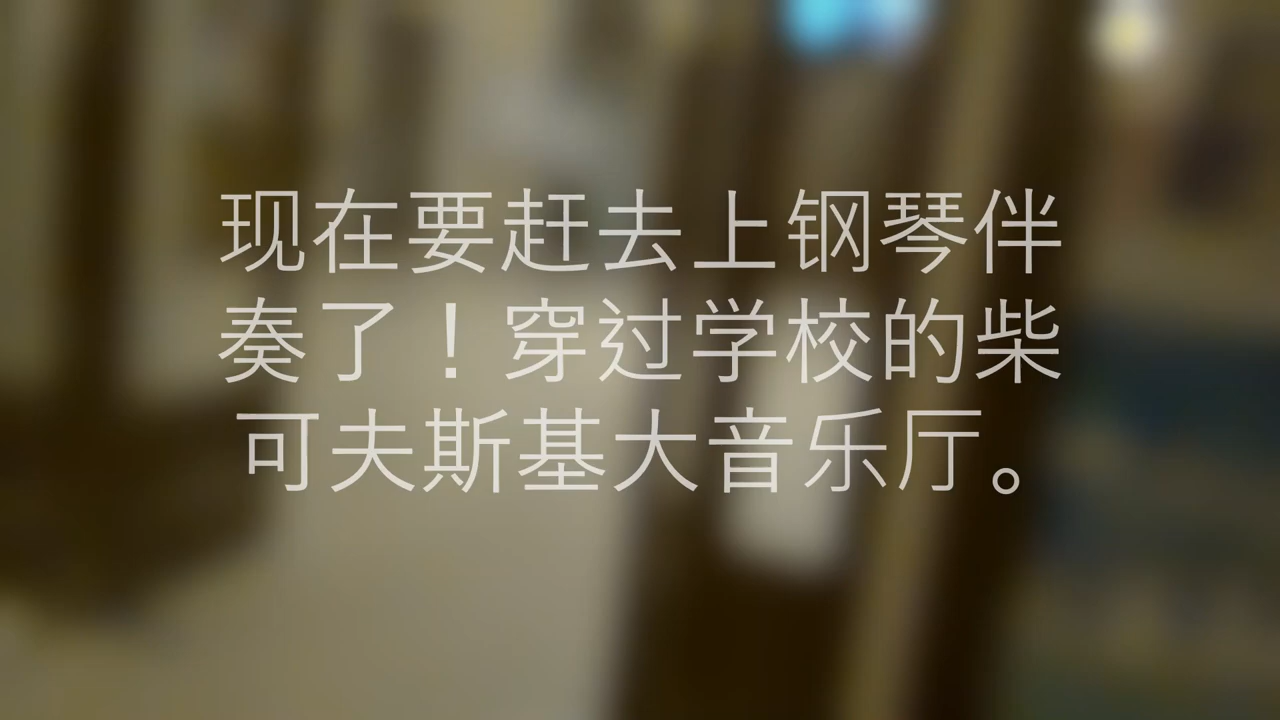 现在要赶去上钢琴伴
奏了！穿过学校的柴
可夫斯基大音乐厅。